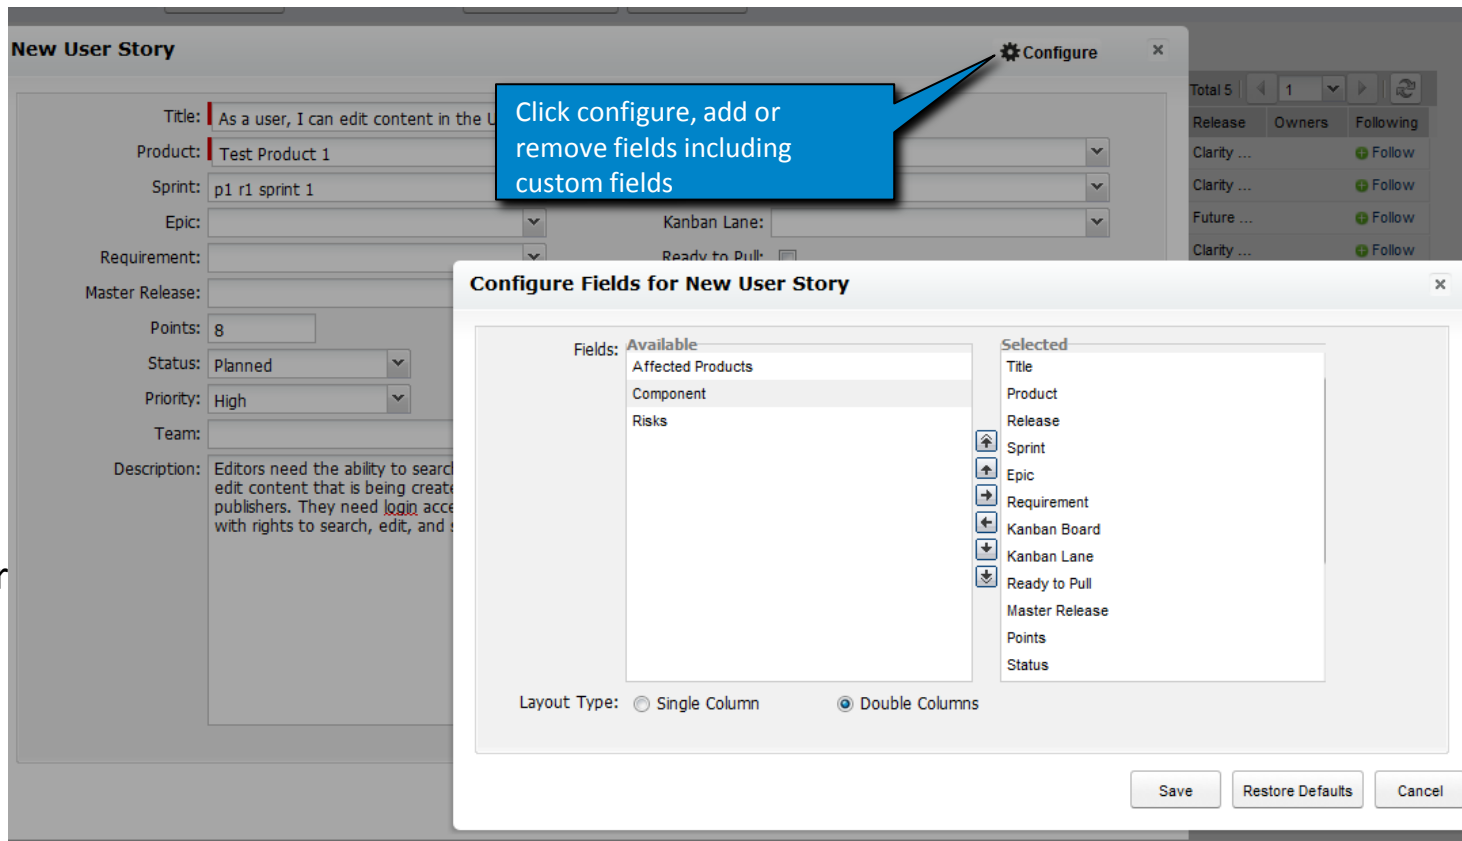 New User Story
Configure
Click configure, add or
remove fields including
custom fields
Total 5
1
Release Owners Following
Title: As a user, I can edit content in the
Clarity ... Follow
Product: Test Product 1
Clarity ... Follow
Sprint: p1 r1 sprint 1
Future ... Follow
Epic:
Kanban Lane:
Clarity ... Follow
Requirement:
Ready to Pull:
Master Release:
Points: 8
Status: Planned
Priority: High
Team:
Description: Editors need the ability to search
edit content that is being create
publishers. They need login acce
with rights to search, edit, and
r
Configure Fields for New User Story
Fields:
Available
Affected Products
Component
Risks
Selected
Title
Product
Release
Sprint
Epic
Requirement
Kanban Board
Kanban Lane
Ready to Pull
Master Release
Points
Status
Layout Type: Single Column Double Columns
Save Restore Defaults Cancel